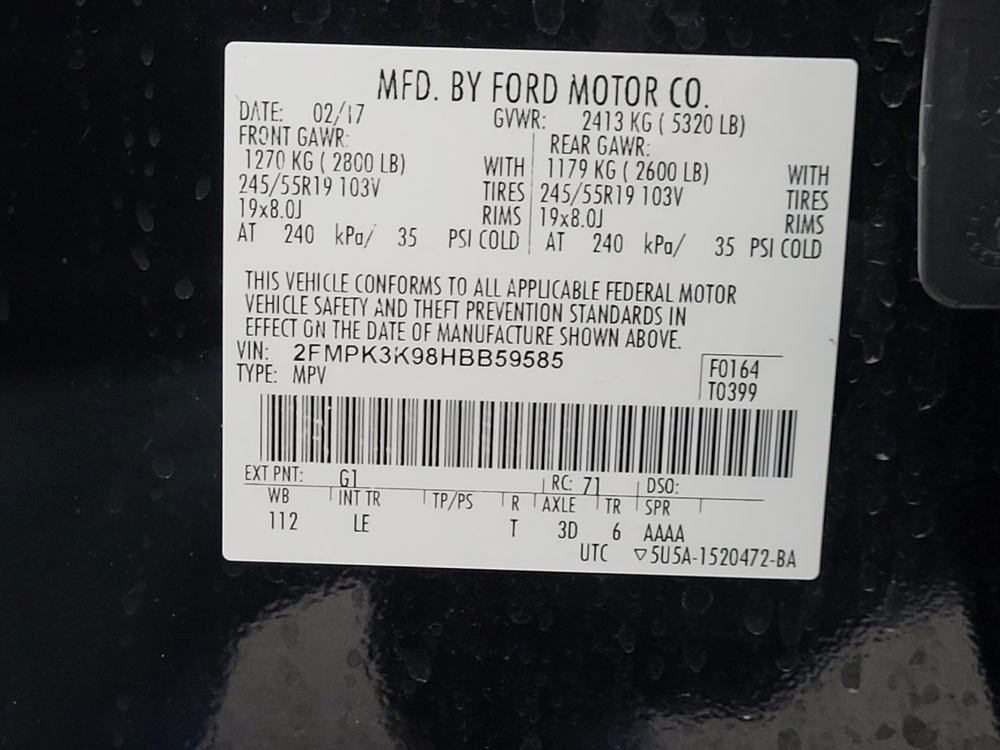 MFD. BY FORD MOTOR CO.
DATE: 02/17 GVWR: 2413 KG ( 5320 LB)
FRONT GAWR: REAR GAWR:
1270 KG ( 2800 LB) WITH 1179 KG ( 2600 LB) WITH
245/55R19 103V TIRES 245/55R19 103V TIRES
19x8.0J RIMS 19x8.0J RIMS
AT 240 kPa/ 35 PSI COLD AT 240 kPa/ 35 PSI COLD
THIS VEHICLE CONFORMS TO ALL APPLICABLE FEDERAL MOTOR
VEHICLE SAFETY AND THEFT PREVENTION STANDARDS IN
EFFECT ON THE DATE OF MANUFACTURE SHOWN ABOVE.
VIN: 2FMPK3K98HBB59585
TYPE: MPV
F0164
T0399
EXT PNT: G1 RC: 71 DSO:
WB INT TR TP/PS R AXLE TR SPR
112 LE T 3D 6 AAAA
UTC ▽5U5A-1520472-BA